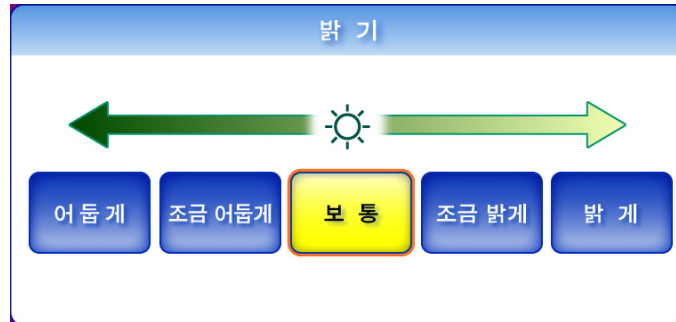 밝 기
어둡게 조금 어둡게 보 통 조금 밝게 밝 게